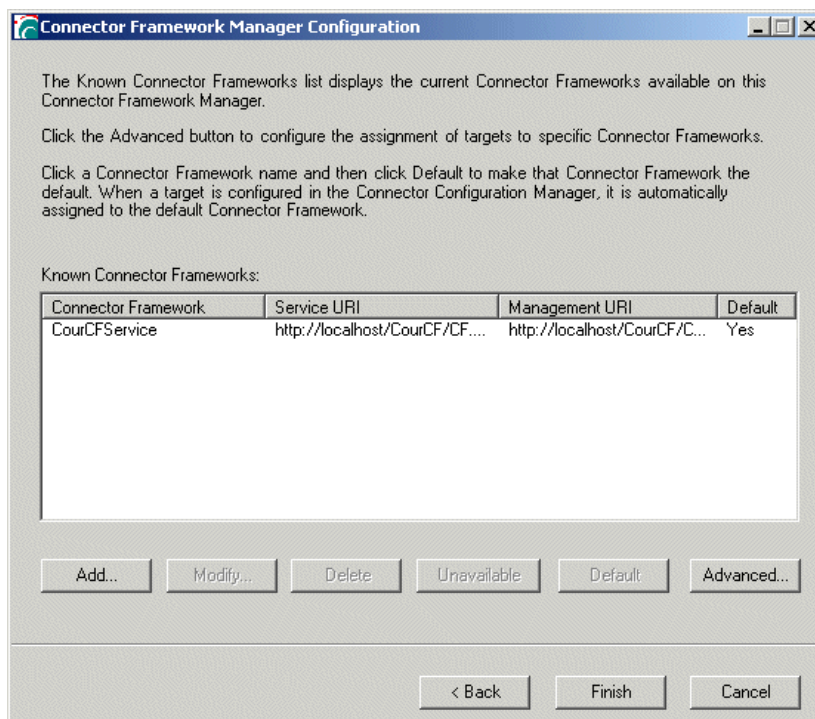 Connector Framework Manager Configuration
The Known Connector Frameworks list displays the current Connector Frameworks available on this
Connector Framework Manager.
Click the Advanced button to configure the assignment of targets to specific Connector Frameworks.
Click a Connector Framework name and then click Default to make that Connector Framework the
default. When a target is configured in the Connector Configuration Manager, it is automatically
assigned to the default Connector Framework.
Known Connector Frameworks:
Connector Framework Service URI Management URI Default
CourCFService http://localhost/CourCF/CF.... http://localhost/CourCF/C... Yes
Add... Modify... Delete Unavailable Default Advanced...
< Back Finish Cancel